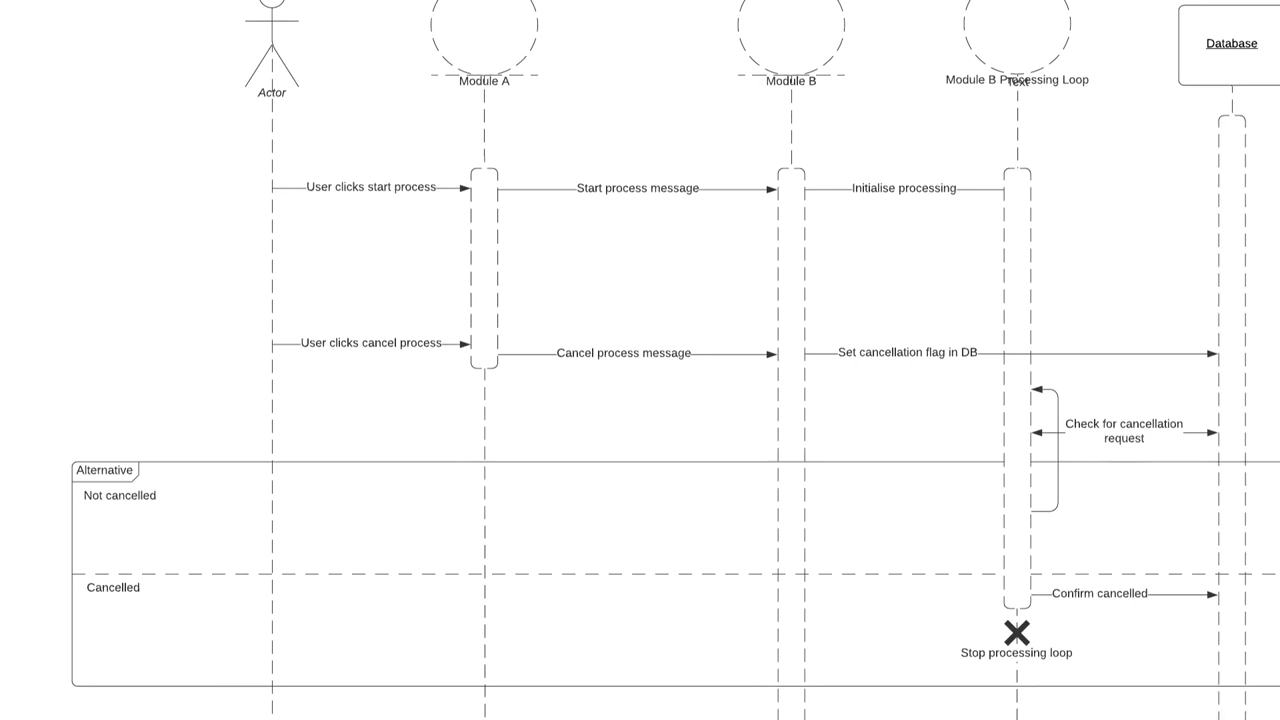 Database
Module A
Module B
Module B Processing Loop
Text
Actor
User clicks start process
Start process message
Initialise processing
User clicks cancel process
Cancel process message
Set cancellation flag in DB
Check for cancellation
request
Alternative
Not cancelled
Cancelled
Confirm cancelled
Stop processing loop